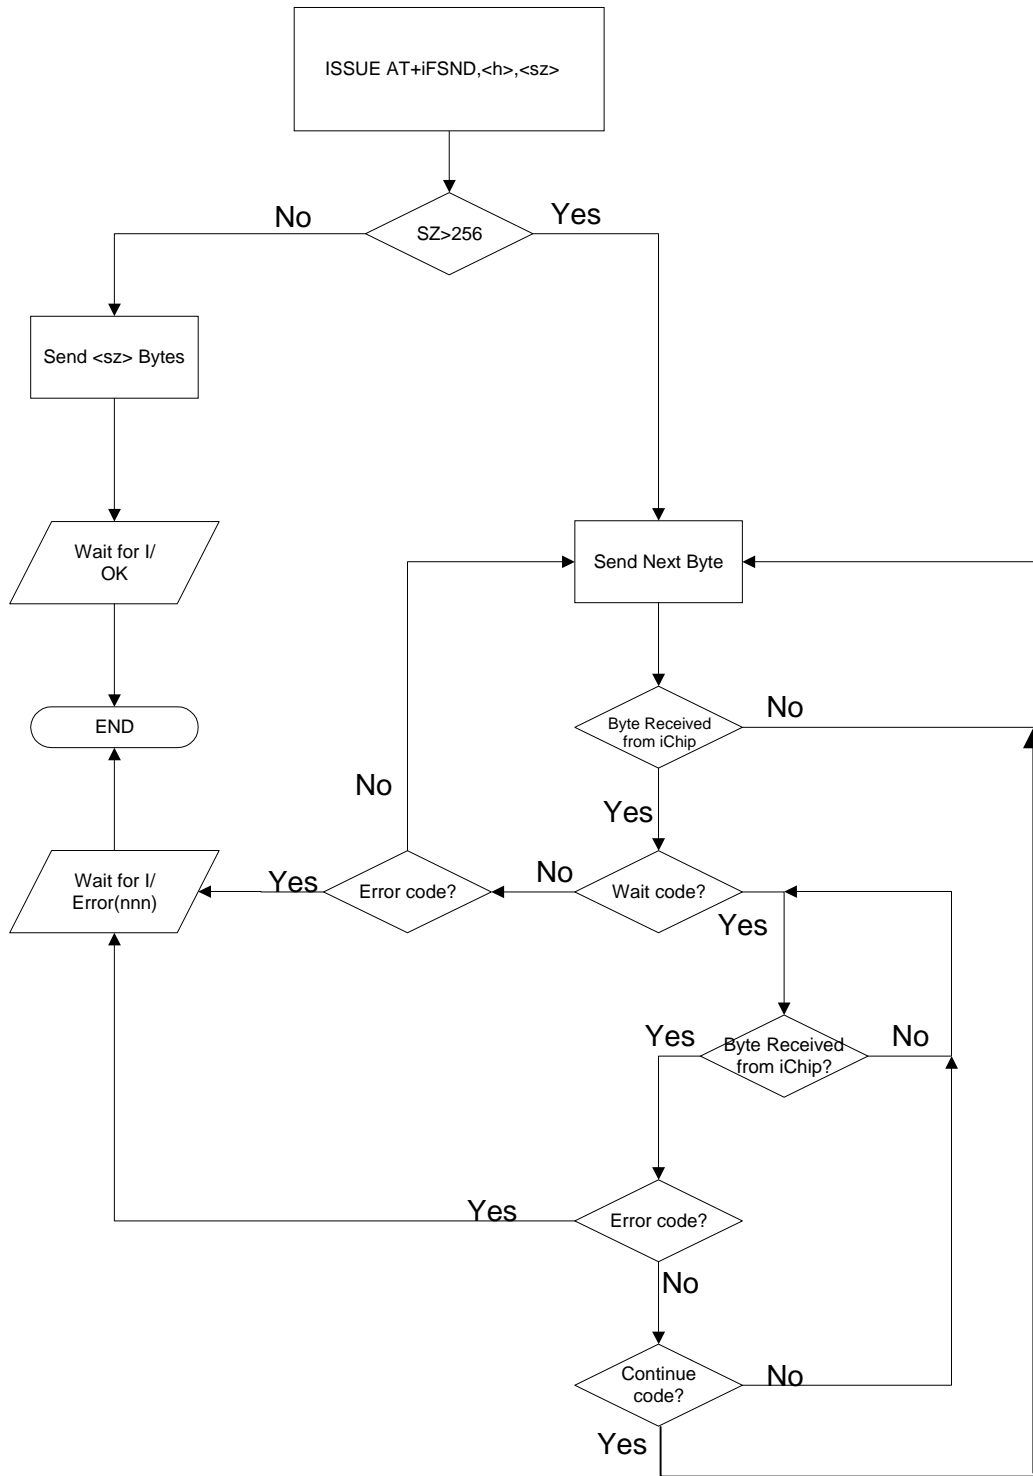 ISSUE AT+iFSND,<h>,<sz>
No
Yes
SZ>256
Send <sz> Bytes
Wait for I/
OK
Send Next Byte
END
Byte Received
from iChip
No
No
Yes
Wait for I/
Error(nnn)
Yes
Error code?
No
Wait code?
Yes
Yes
Byte Received
from iChip?
No
Yes
Error code?
No
Continue
code?
No
Yes